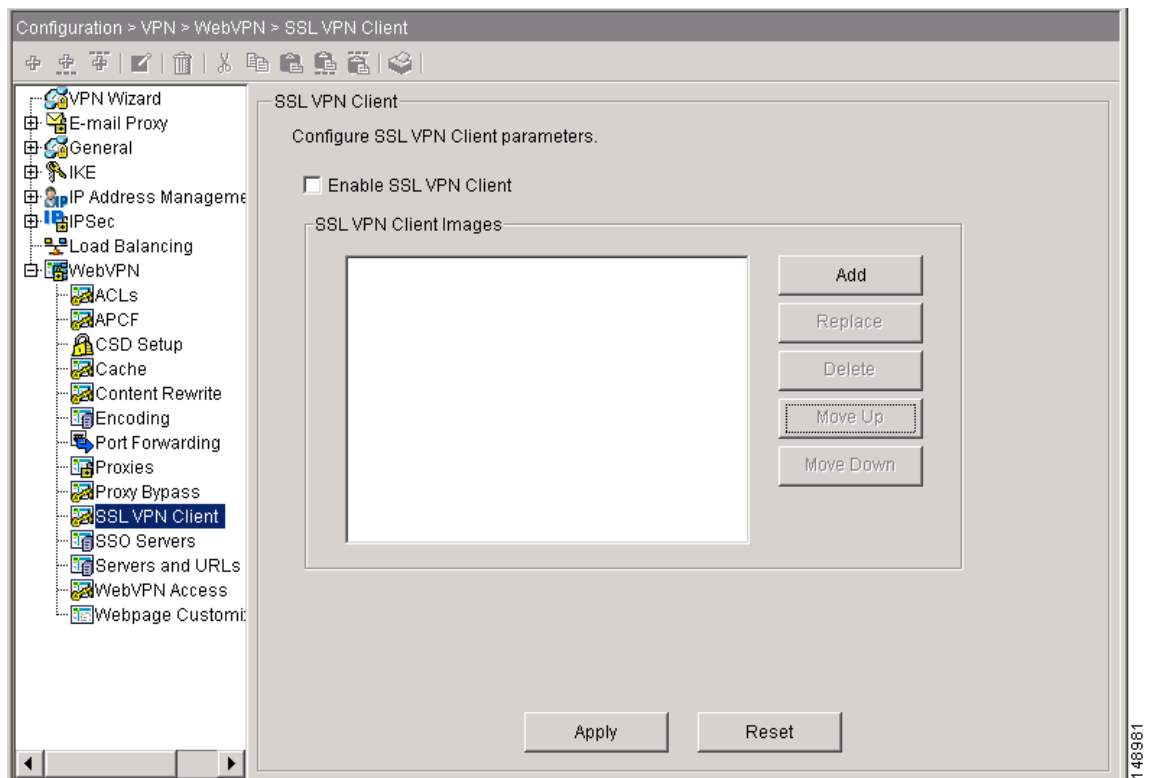 Configuration > VPN > WebVPN > SSL VPN Client
VPN Wizard
E-mail Proxy
General
IKE
IP Address Manageme
IPSec
Load Balancing
WebVPN
ACLs
APCF
CSD Setup
Cache
Content Rewrite
Encoding
Port Forwarding
Proxies
Proxy Bypass
SSL VPN Client
SSO Servers
Servers and URLs
WebVPN Access
Webpage Customi
SSL VPN Client
Configure SSL VPN Client parameters.
Enable SSL VPN Client
SSL VPN Client Images
Add
Replace
Delete
Move Up
Move Down
Apply
Reset
148981